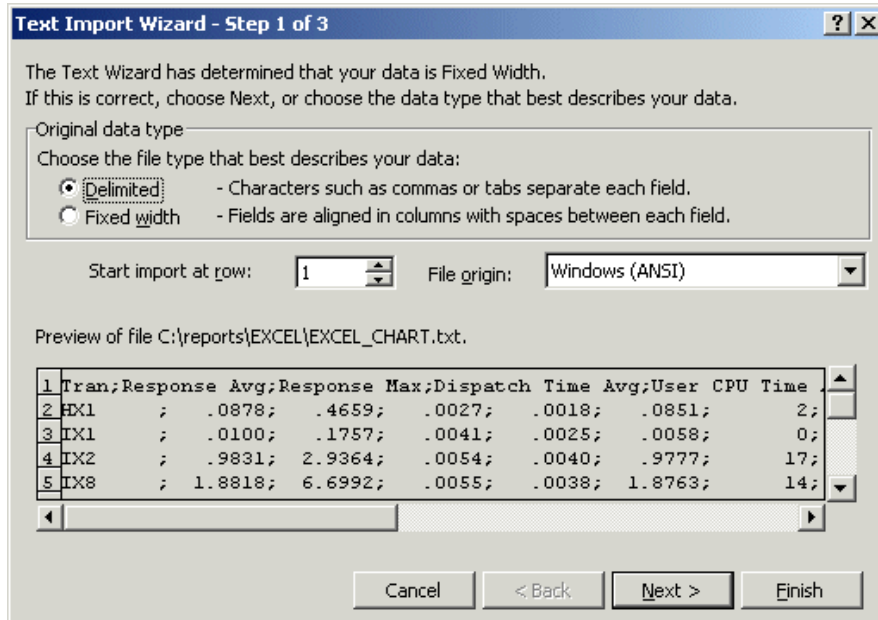 Text Import Wizard - Step 1 of 3
The Text Wizard has determined that your data is Fixed Width.
If this is correct, choose Next, or choose the data type that best describes your data.
Original data type
Choose the file type that best describes your data:
Delimited - Characters such as commas or tabs separate each field.
Fixed width - Fields are aligned in columns with spaces between each field.
Start import at row: 1 File origin: Windows (ANSI)
Preview of file C:\reports\EXCEL\EXCEL_CHART.txt.
1 Tran;Response Avg;Response Max;Dispatch Time Avg;User CPU Time
2 HX1 ; .0878; .4659; .0027; .0018; .0851; 2;
3 IX1 ; .0100; .1757; .0041; .0025; .0058; 0;
4 IX2 ; .9831; 2.9364; .0054; .0040; .9777; 17;
5 IX8 ; 1.8818; 6.6992; .0055; .0038; 1.8763; 14;
Cancel < Back Next > Finish